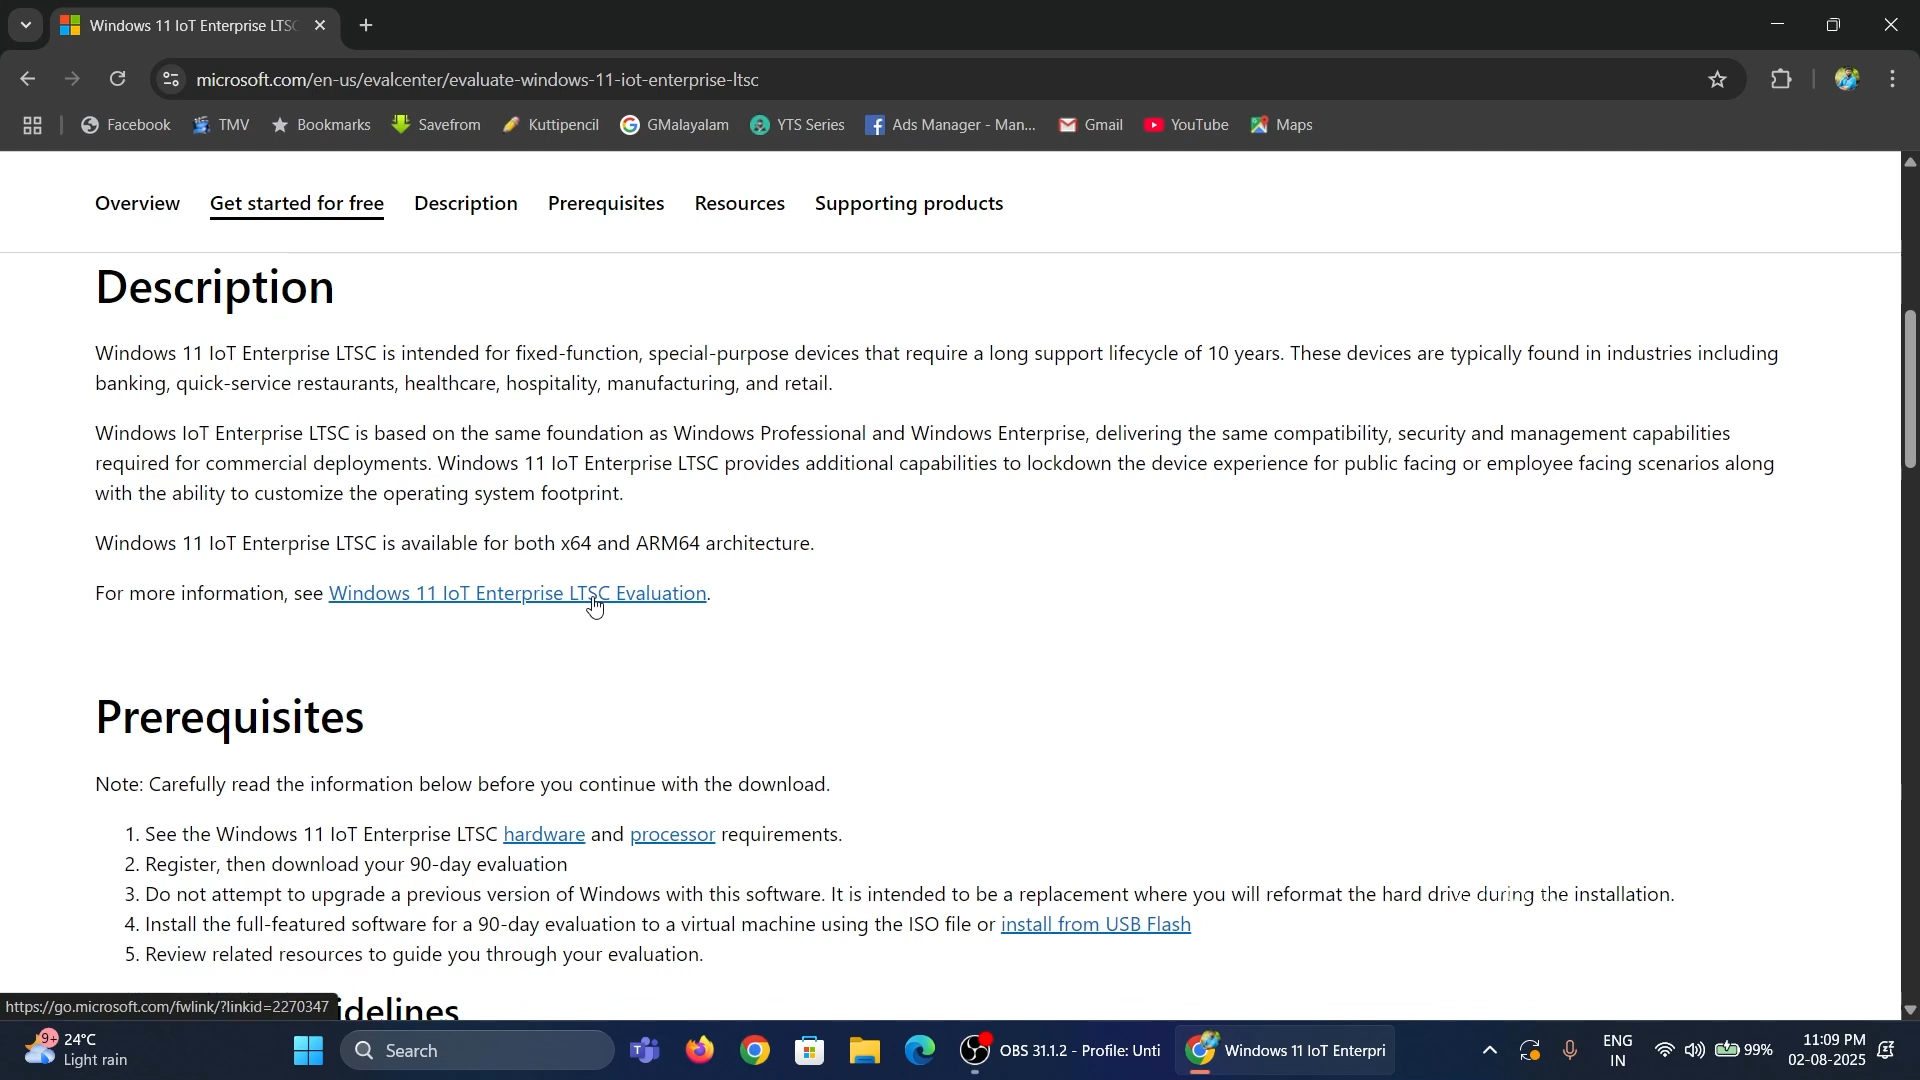 Windows 11 IoT Enterprise LTSC
microsoft.com/en-us/evalcenter/evaluate-windows-11-iot-enterprise-ltsc
Facebook TMV Bookmarks Savefrom Kuttipencil GMalayalam YTS Series Ads Manager - Man... Gmail YouTube Maps
Overview Get started for free Description Prerequisites Resources Supporting products
Description
Windows 11 IoT Enterprise LTSC is intended for fixed-function, special-purpose devices that require a long support lifecycle of 10 years. These devices are typically found in industries including
banking, quick-service restaurants, healthcare, hospitality, manufacturing, and retail.
Windows IoT Enterprise LTSC is based on the same foundation as Windows Professional and Windows Enterprise, delivering the same compatibility, security and management capabilities
required for commercial deployments. Windows 11 IoT Enterprise LTSC provides additional capabilities to lockdown the device experience for public facing or employee facing scenarios along
with the ability to customize the operating system footprint.
Windows 11 IoT Enterprise LTSC is available for both x64 and ARM64 architecture.
For more information, see Windows 11 IoT Enterprise LTSC Evaluation.
Prerequisites
Note: Carefully read the information below before you continue with the download.
1. See the Windows 11 IoT Enterprise LTSC hardware and processor requirements.
2. Register, then download your 90-day evaluation
3. Do not attempt to upgrade a previous version of Windows with this software. It is intended to be a replacement where you will reformat the hard drive during the installation.
4. Install the full-featured software for a 90-day evaluation to a virtual machine using the ISO file or install from USB Flash
5. Review related resources to guide you through your evaluation.
https://go.microsoft.com/fwlink/?linkid=2270347 idelines
9+ 24°C
Light rain
Search
OBS 31.1.2 - Profile: Unti
Windows 11 IoT Enterpri
ENG
IN
99%
11:09 PM
02-08-2025